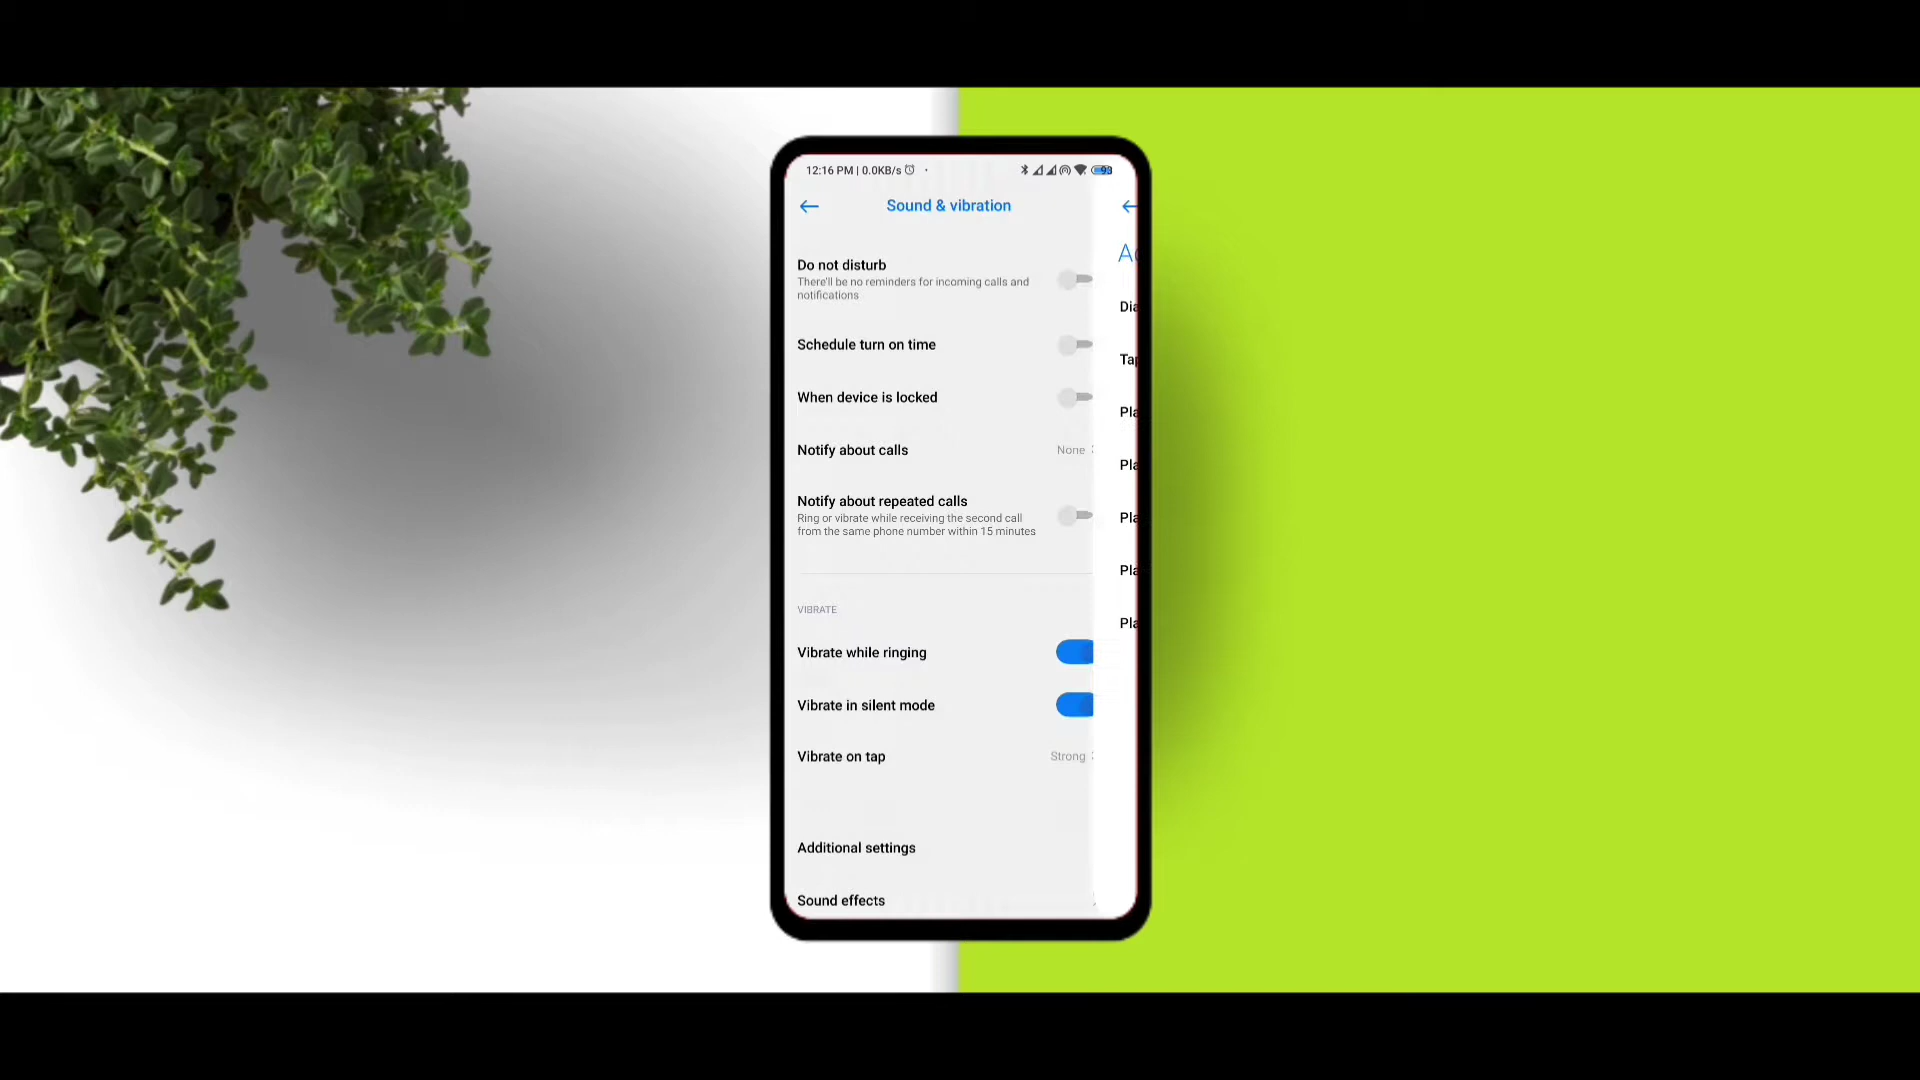 12:16 PM | 0.0KB/s
93
Sound & vibration
Do not disturb
There'll be no reminders for incoming calls and
notifications
Schedule turn on time
When device is locked
Notify about calls
None
Notify about repeated calls
Ring or vibrate while receiving the second call
from the same phone number within 15 minutes
VIBRATE
Vibrate while ringing
Vibrate in silent mode
Vibrate on tap
Strong
Additional settings
Sound effects